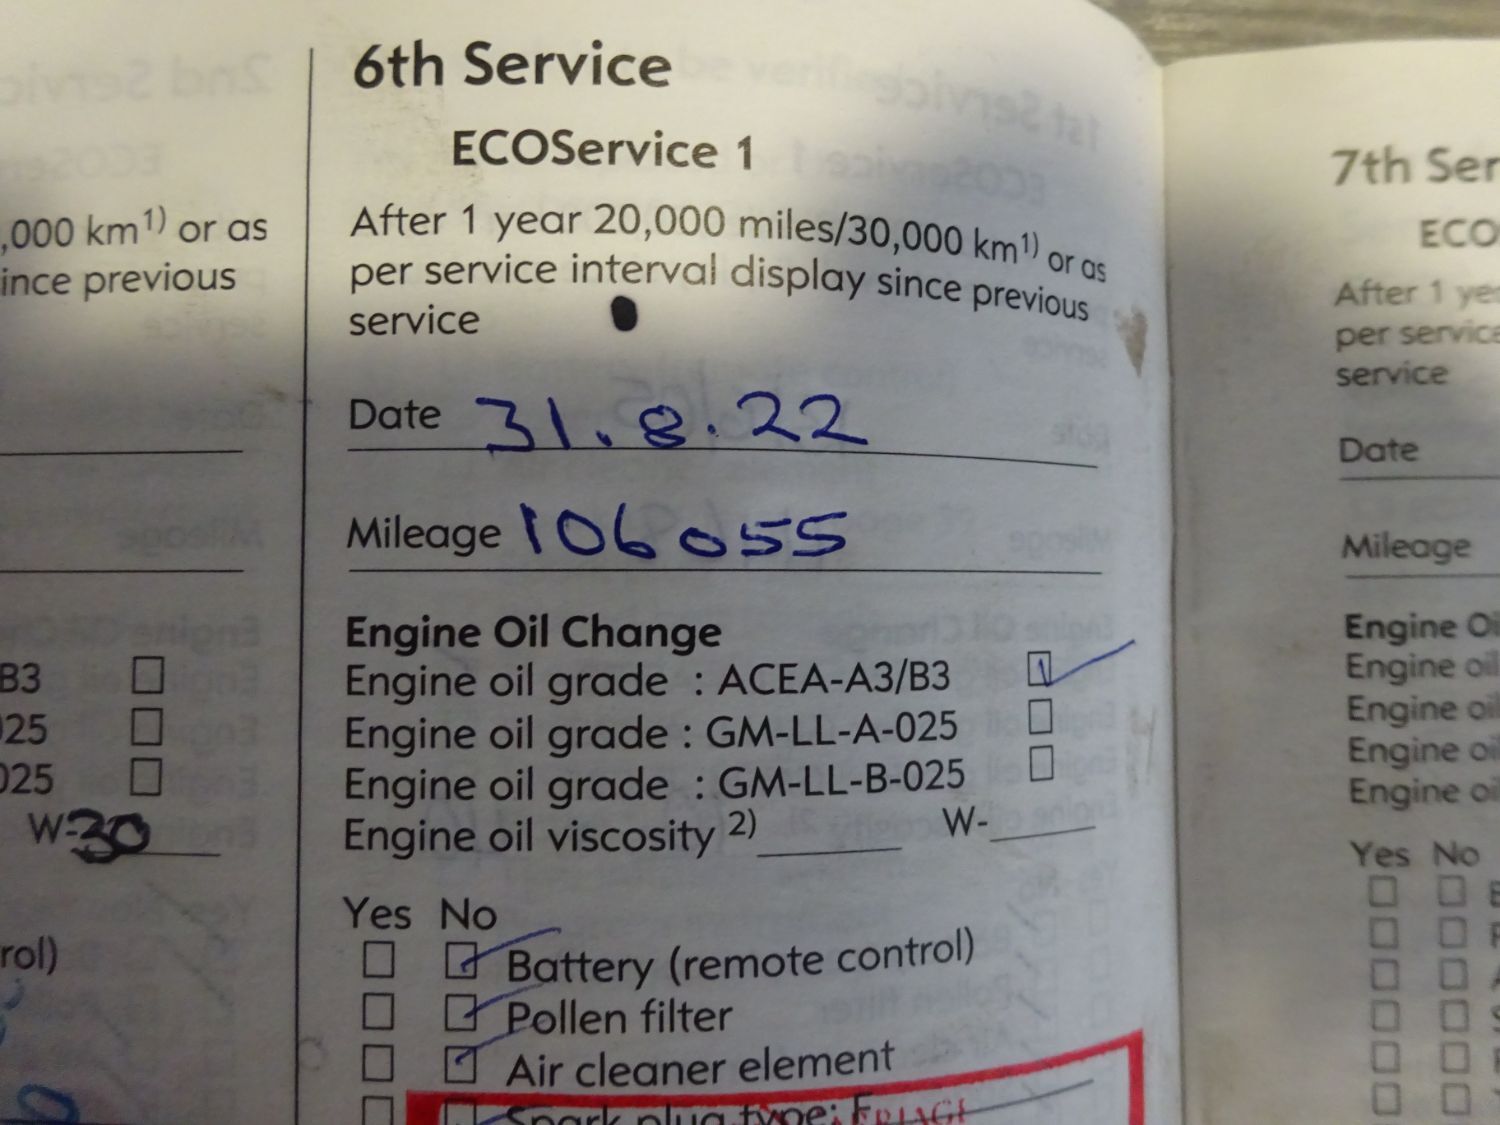 6th Service
ECOService 1
After 1 year 20,000 miles/30,000 km1) or as
per service interval display since previous
service
Date 31.8.22
Mileage 106055
Engine Oil Change
Engine oil grade : ACEA-A3/B3
Engine oil grade : GM-LL-A-025
Engine oil grade : GM-LL-B-025
Engine oil viscosity 2) W-
Yes No
Battery (remote control)
Pollen filter
Air cleaner element
Spark plug type:
,000 km1) or as
ince previous
B3
025
025
W-30
rol)
7th Ser
ECO
After 1 ye
per service
service
Date
Mileage
Engine Oi
Engine oil
Engine oil
Engine oil
Engine oil
Yes No